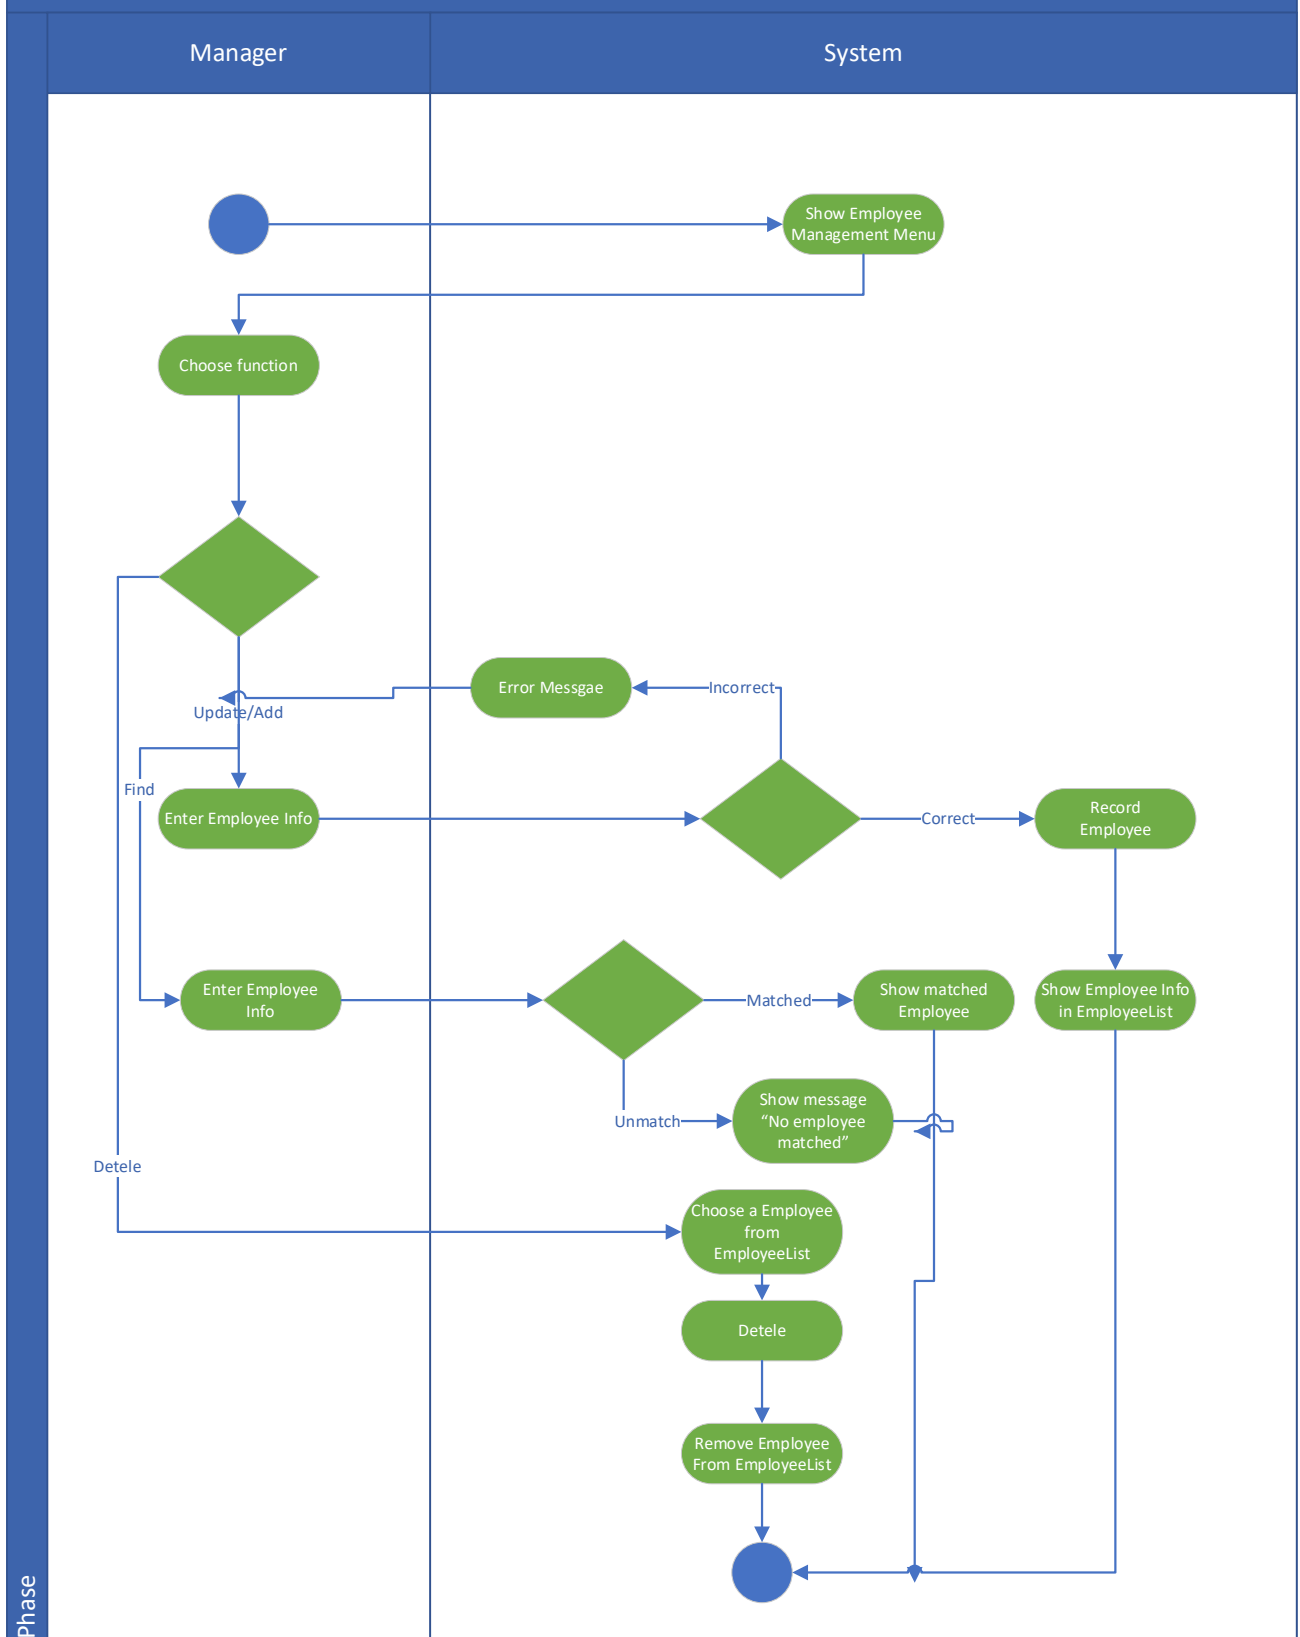 Manager
System
Show Employee
Management Menu
Choose function
Error Messgae
Incorrect
Update/Add
Find
Enter Employee Info
Correct
Record
Employee
Enter Employee
Info
Matched
Show matched
Employee
Show Employee Info
in EmployeeList
Unmatch
Show message
“No employee
matched”
Detele
Choose a Employee
from
EmployeeList
Detele
Remove Employee
From EmployeeList
Phase